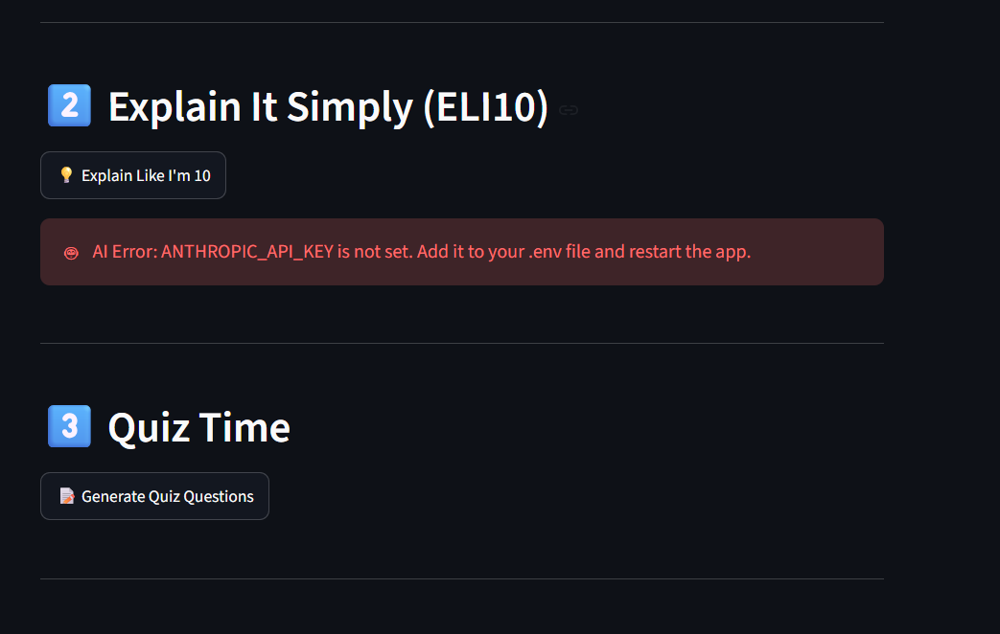 2 Explain It Simply (ELI10)
💡 Explain Like I'm 10
AI Error: ANTHROPIC_API_KEY is not set. Add it to your .env file and restart the app.
3 Quiz Time
📝 Generate Quiz Questions